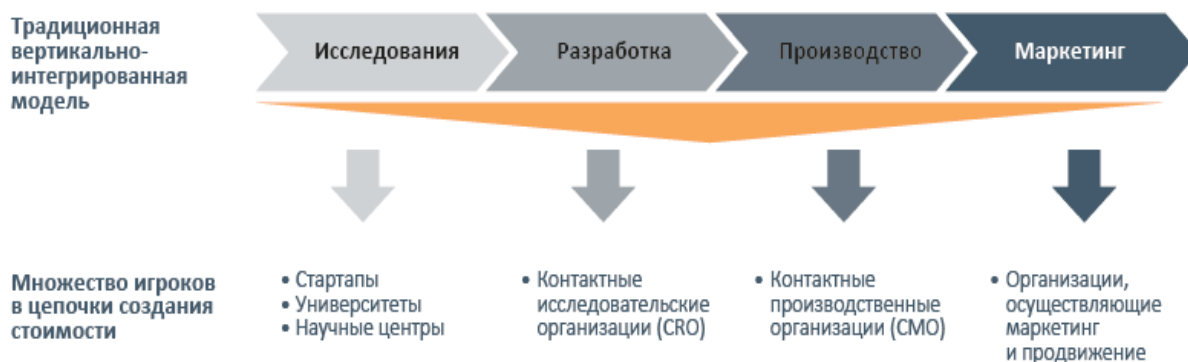 Традиционная
вертикально-
интегрированная
модель
Исследования
Разработка
Производство
Маркетинг
Множество игроков
в цепочки создания
стоимости
• Стартапы
• Университеты
• Научные центры
• Контактные
исследовательские
организации (CRO)
• Контактные
производственные
организации (CMO)
• Организации,
осуществляющие
маркетинг
и продвижение